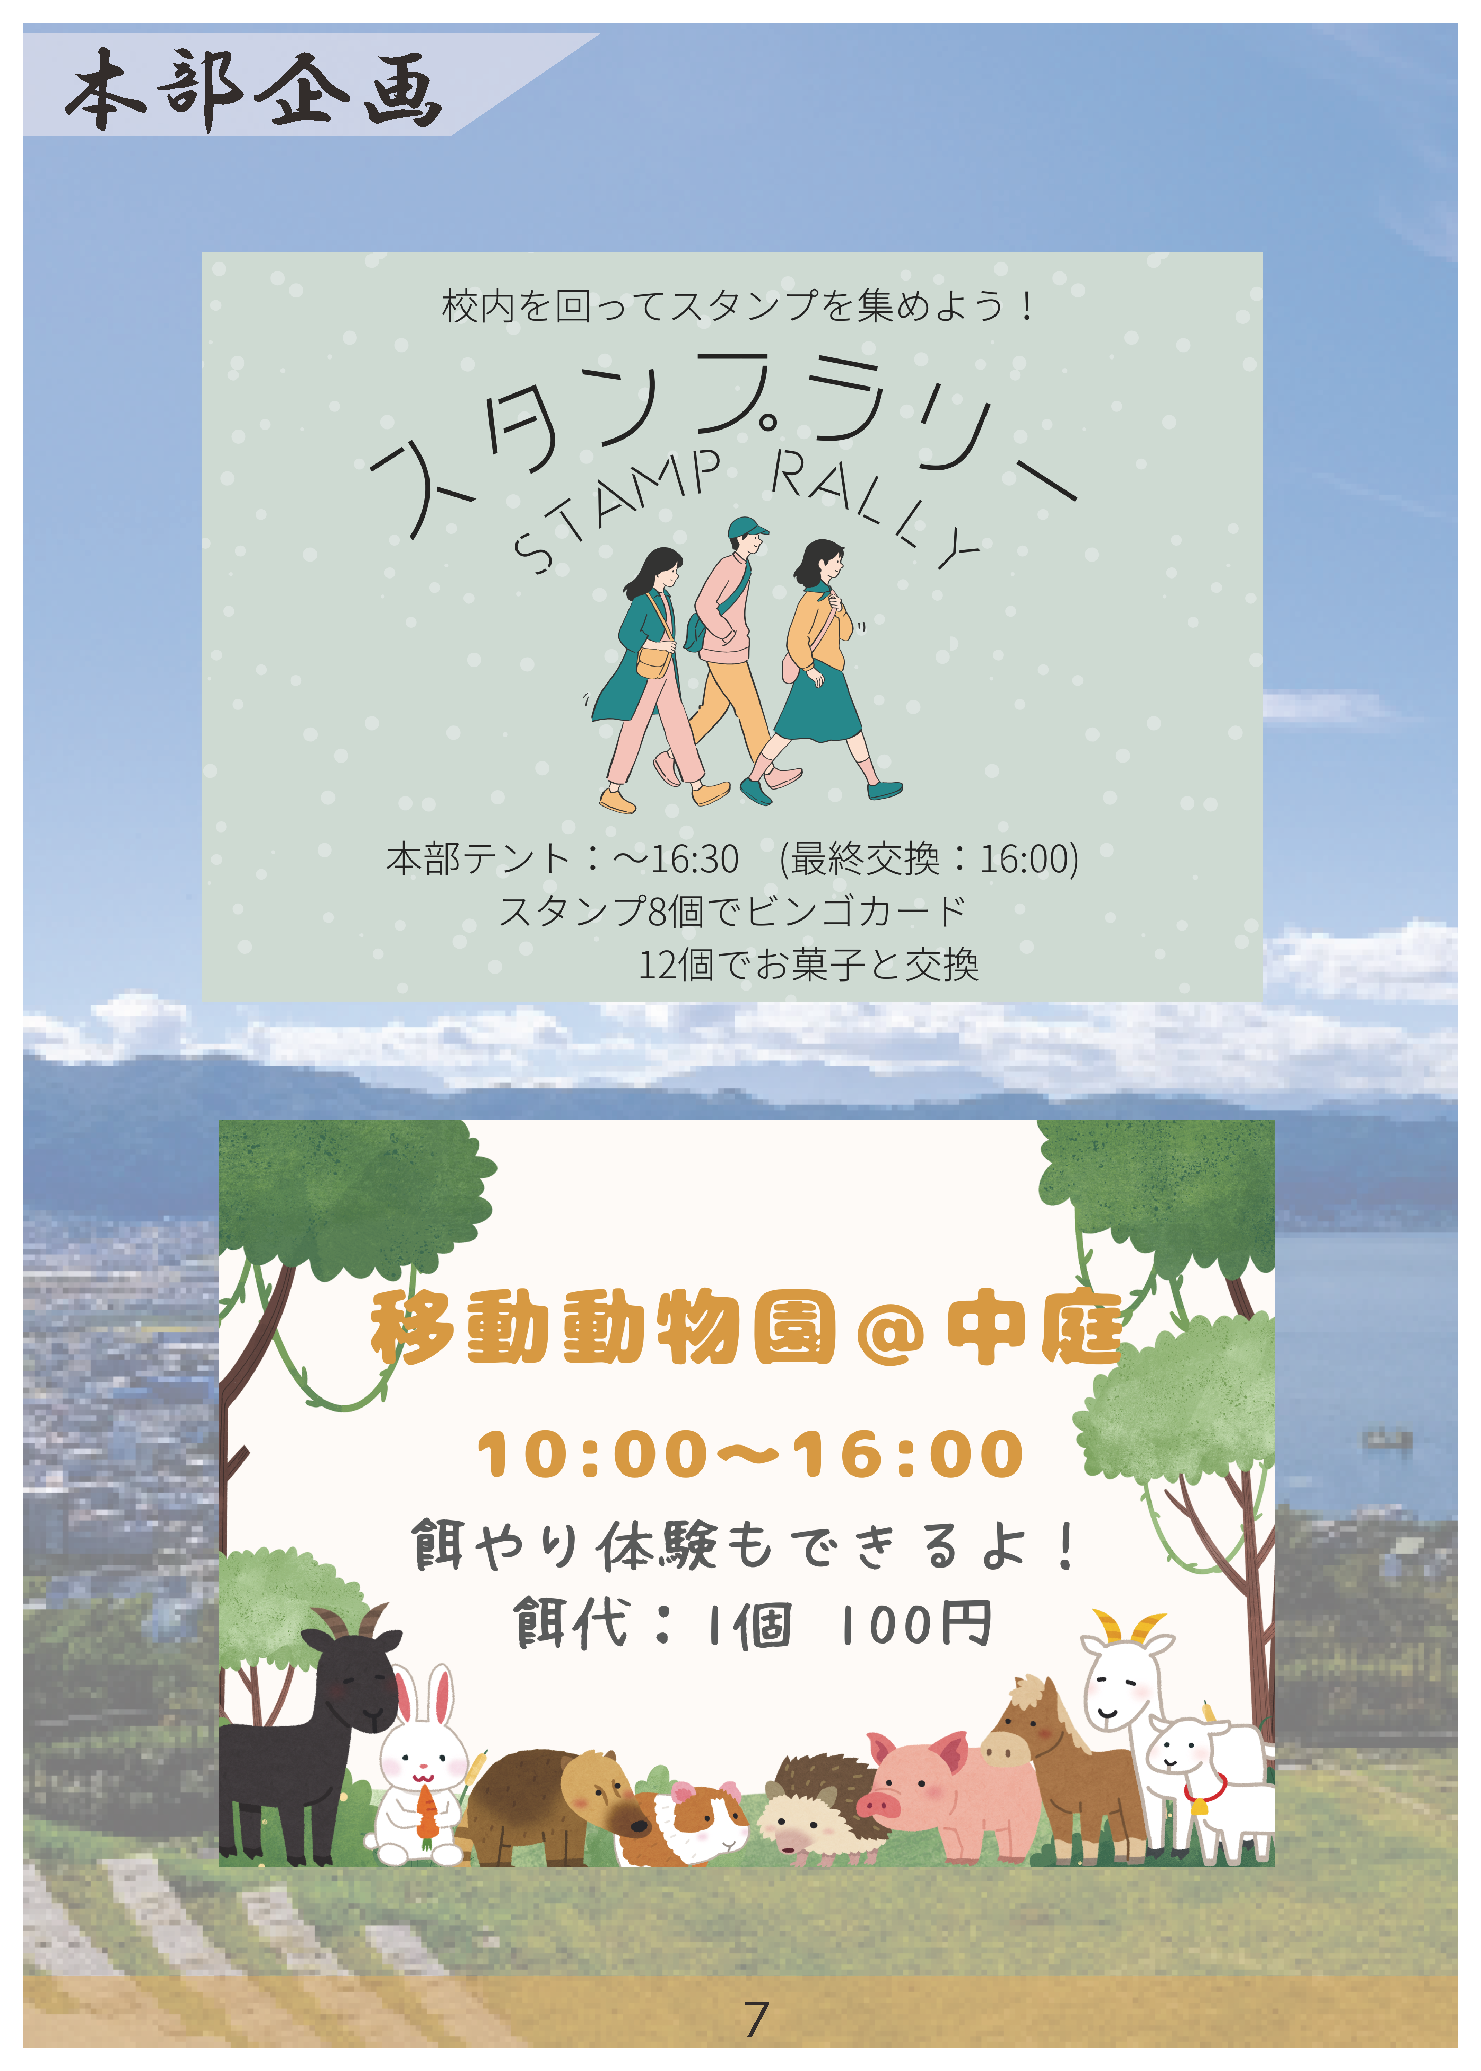 本部企画
校内を回ってスタンプを集めよう！
スタンプラリー
STAMP RALLY
本部テント：～16:30　(最終交換：16:00)
スタンプ8個でビンゴカード
12個でお菓子と交換
移動動物園＠中庭
10:00～16:00
餌やり体験もできるよ！
餌代：1個　100円
7